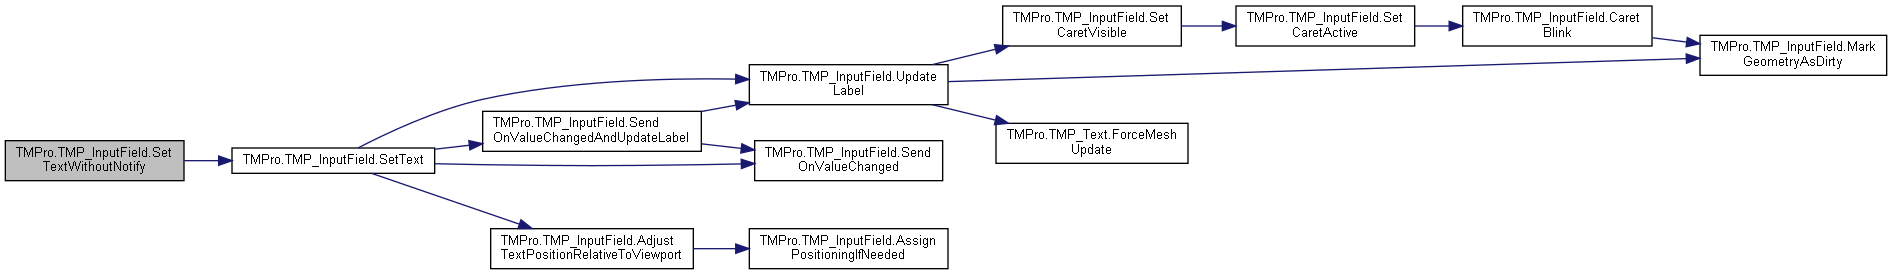 TMPro.TMP_InputField.Set
TextWithoutNotify
TMPro.TMP_InputField.SetText
TMPro.TMP_InputField.Send
OnValueChangedAndUpdateLabel
TMPro.TMP_InputField.Adjust
TextPositionRelativeToViewport
TMPro.TMP_InputField.Update
Label
TMPro.TMP_InputField.Send
OnValueChanged
TMPro.TMP_InputField.Assign
PositioningIfNeeded
TMPro.TMP_InputField.Set
CaretVisible
TMPro.TMP_Text.ForceMesh
Update
TMPro.TMP_InputField.Set
CaretActive
TMPro.TMP_InputField.Caret
Blink
TMPro.TMP_InputField.Mark
GeometryAsDirty